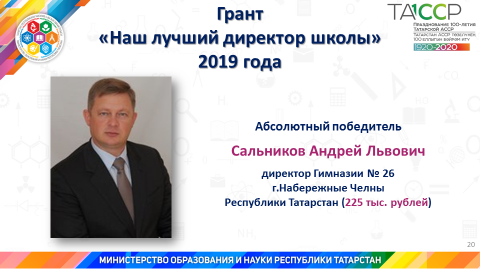 Грант
«Наш лучший директор школы»
2019 года
ТАССР
ПРАЗДНОВАНИЕ 100-ЛЕТИЯ
ТАТАРСКОЙ АССР
1920-2020
Абсолютный победитель
Сальников Андрей Львович
директор Гимназии № 26
г.Набережные Челны
Республики Татарстан (225 тыс. рублей)
20
МИНИСТЕРСТВО ОБРАЗОВАНИЯ И НАУКИ РЕСПУБЛИКИ ТАТАРСТАН